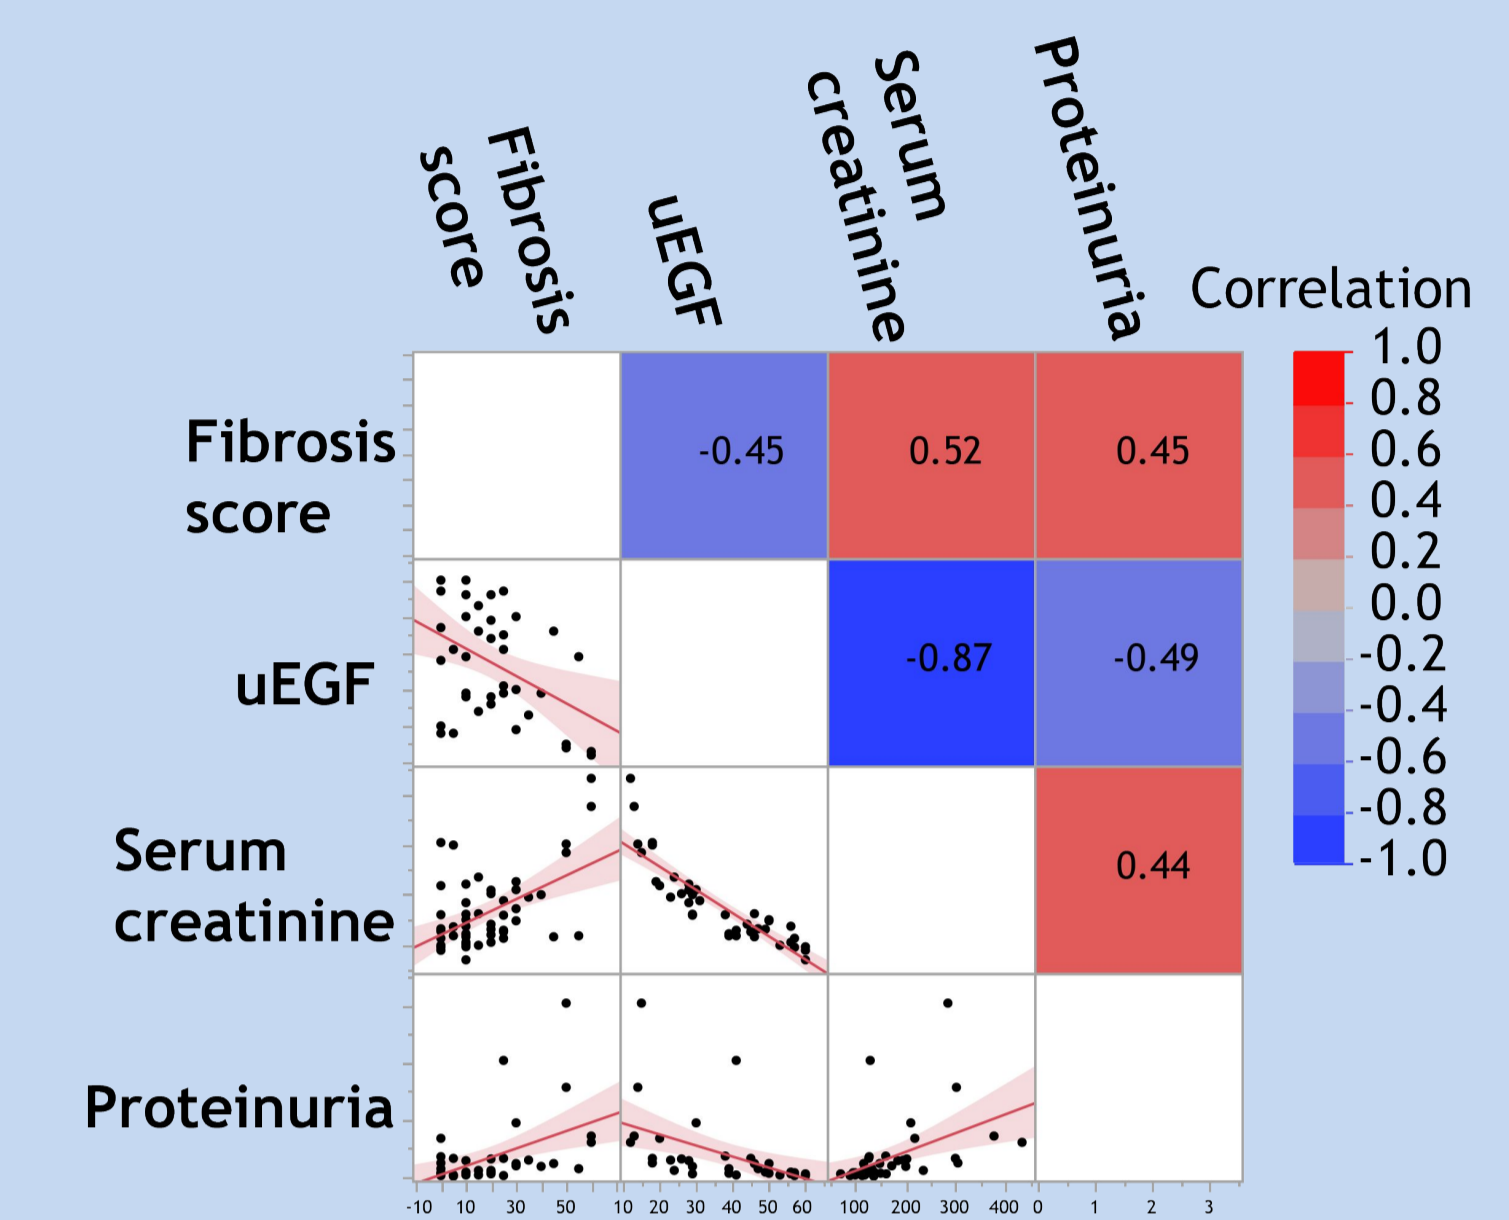 Fibrosis
score
uEGF
Serum
creatinine
Proteinuria
Correlation
1.0
0.8
0.6
0.4
0.2
0.0
-0.2
-0.4
-0.6
-0.8
-1.0
Fibrosis
score
-0.45
0.52
0.45
uEGF
-0.87
-0.49
Serum
creatinine
0.44
Proteinuria
-10 10 30 50 10 20 30 40 50 60 100 200 300 400 0 1 2 3